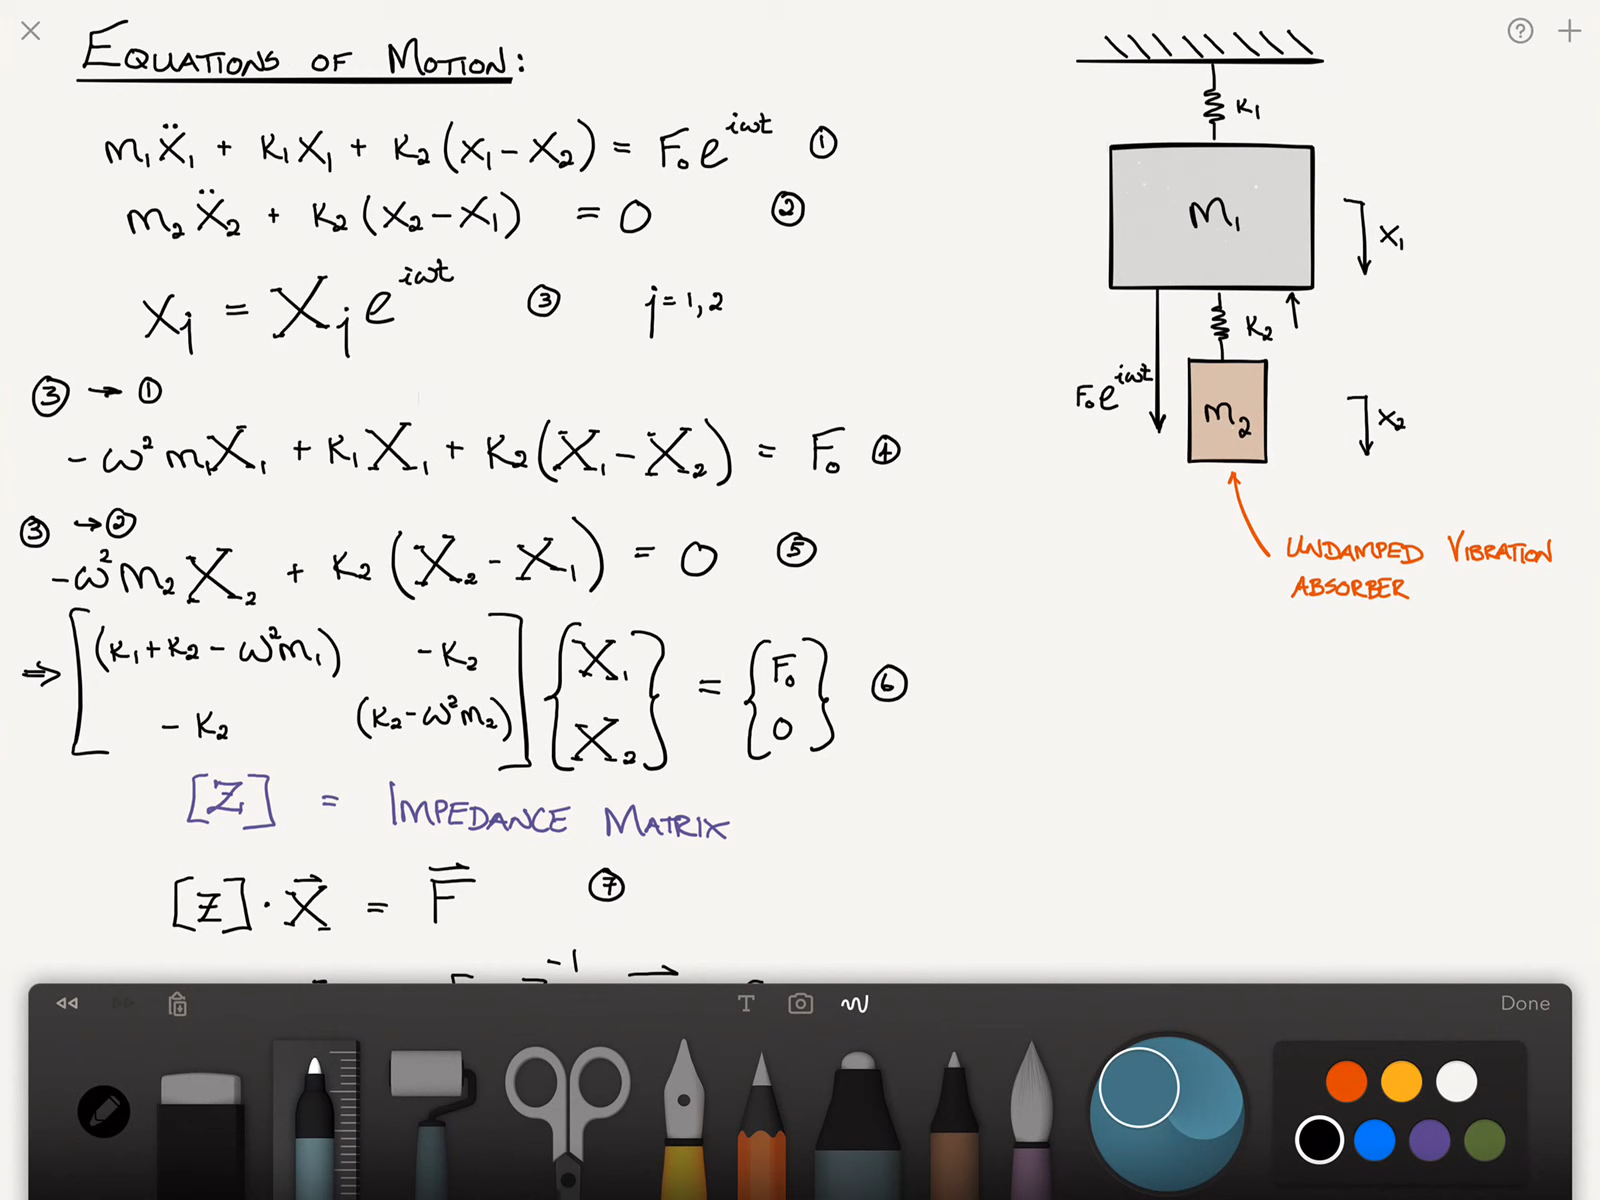 EQUATIONS OF MOTION:
m₁ẍ₁ + k₁x₁ + k₂(x₁ - x₂) = F₀e^{iωt} ①
m₂ẍ₂ + k₂(x₂ - x₁) = 0 ②
xⱼ = Xⱼe^{iωt} ③ j = 1, 2
③ → ①
-ω²m₁X₁ + k₁X₁ + k₂(X₁ - X₂) = F₀ ④
③ → ②
-ω²m₂X₂ + k₂(X₂ - X₁) = 0 ⑤
⇒ [(k₁ + k₂ - ω²m₁) -k₂] {X₁} = {F₀} ⑥
[-k₂ (k₂ - ω²m₂)] {X₂} {0}
[Z] = IMPEDANCE MATRIX
[Z] · X⃗ = F⃗ ⑦
-1
k₁
m₁
x₁
k₂
F₀e^{iωt}
m₂
x₂
UNDAMPED VIBRATION
ABSORBER
T
Done